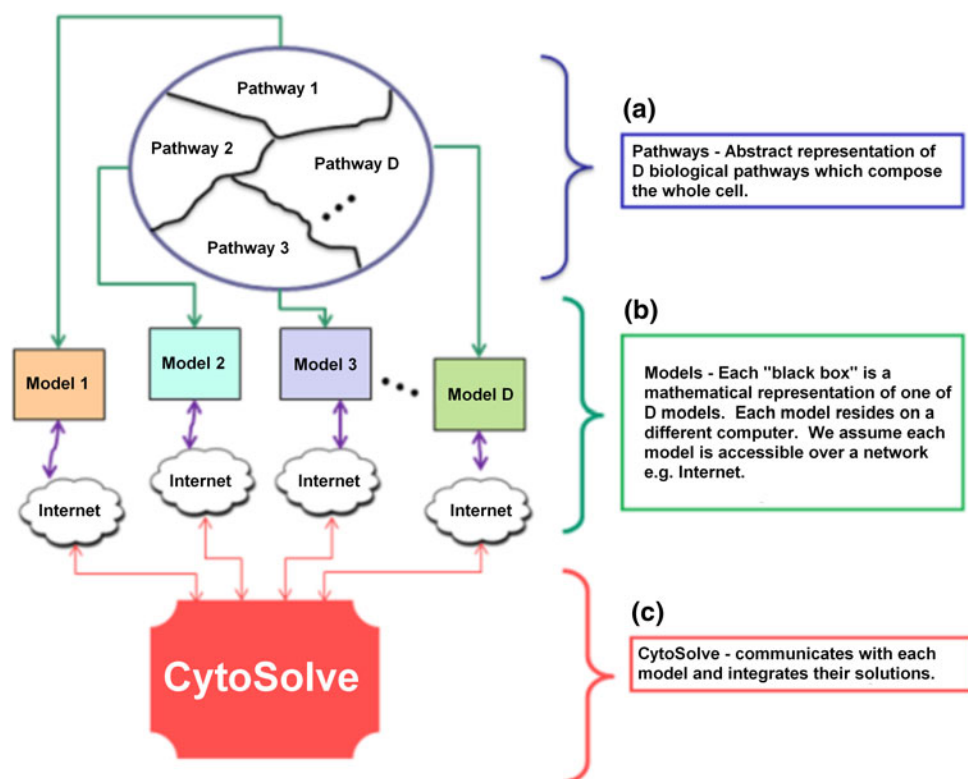 Pathway 1
Pathway 2
Pathway D
Pathway 3
(a)
Pathways - Abstract representation of
D biological pathways which compose
the whole cell.
Model 1
Model 2
Model 3
Model D
Internet
Internet
Internet
Internet
(b)
Models - Each "black box" is a
mathematical representation of one of
D models. Each model resides on a
different computer. We assume each
model is accessible over a network
e.g. Internet.
CytoSolve
(c)
CytoSolve - communicates with each
model and integrates their solutions.